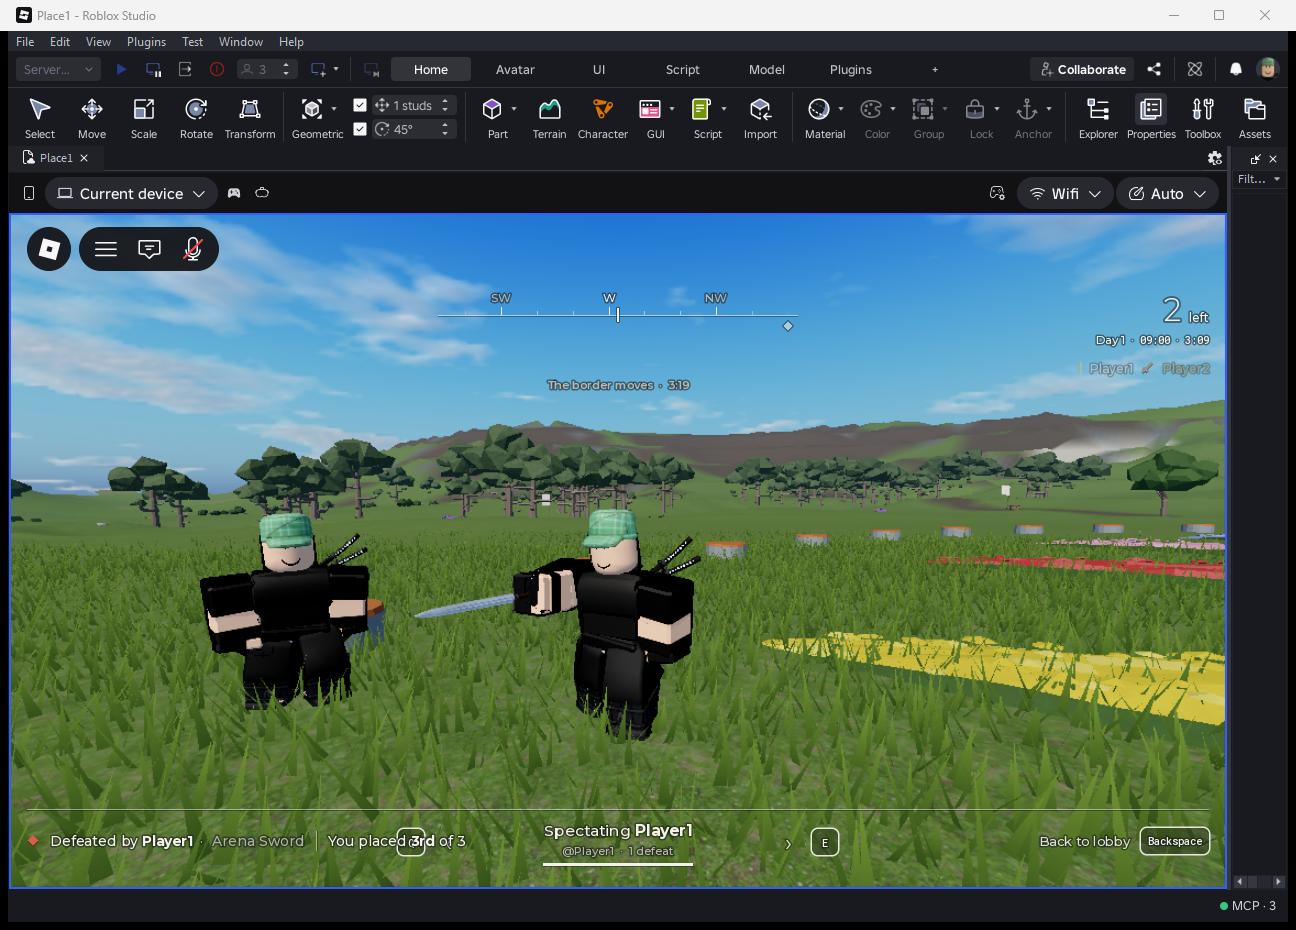 Place1 - Roblox Studio
File Edit View Plugins Test Window Help
Server... 3 Home Avatar UI Script Model Plugins + Collaborate
1 studs
45°
Select Move Scale Rotate Transform Geometric Part Terrain Character GUI Script Import Material Color Group Lock Anchor Explorer Properties Toolbox Assets
Place1
Current device Wifi Auto
Filt...
SW W NW
2 left
Day 1 · 09:00 · 3:09
Player1 Player2
The border moves · 3:19
Defeated by Player1 · Arena Sword You placed 3rd of 3
Spectating Player1
@Player1 · 1 defeat
› E
Back to lobby Backspace
MCP · 3